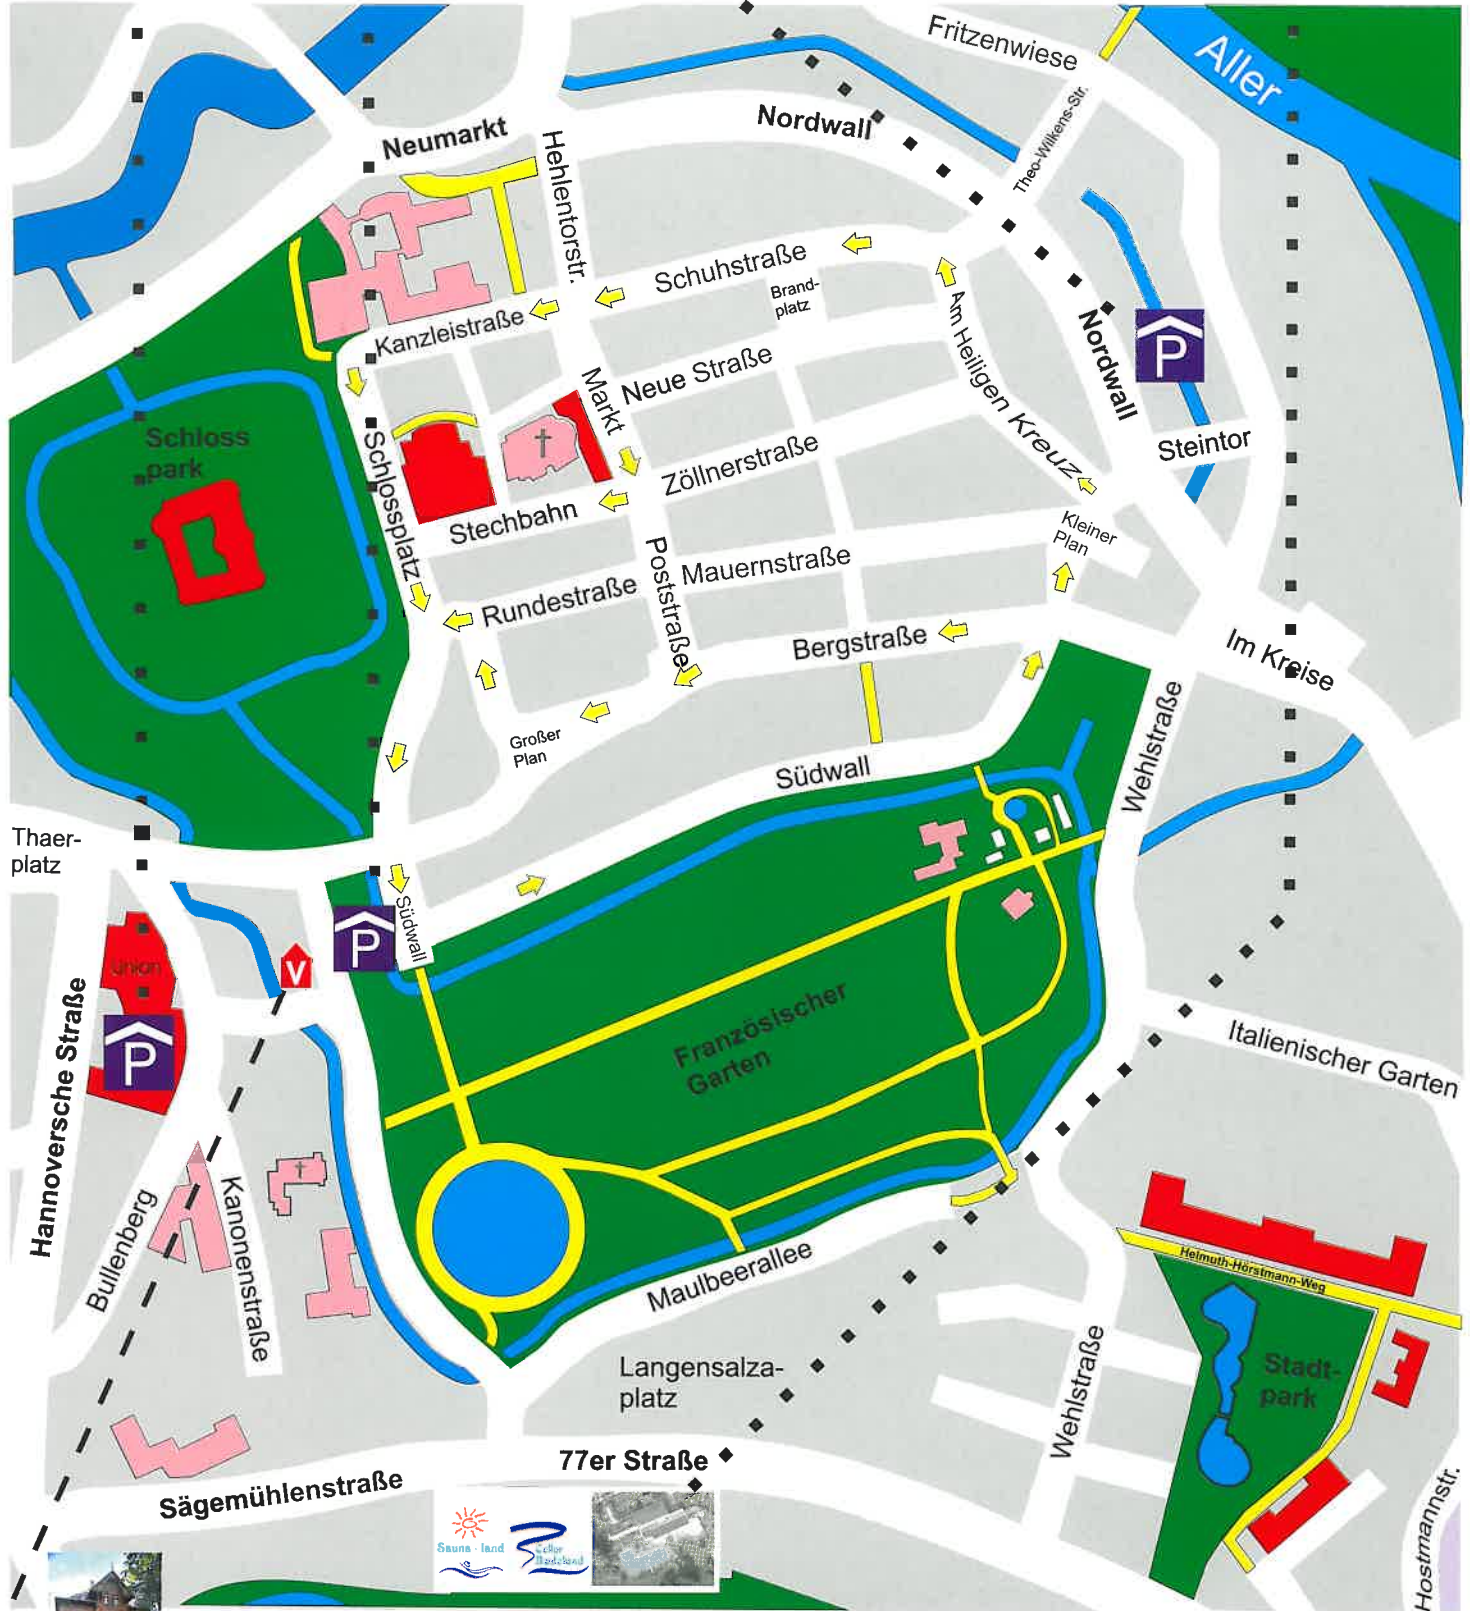 Fritzenwiese
Aller
Nordwall
Neumarkt
Theo-Wilkens-Str.
Hehlentorstr.
Schuhstraße
Brand-
platz
Kanzleistraße
Am Heiligen Kreuz
Nordwall
P
Neue Straße
Markt
Schloss
park
Schlossplatz
Zöllnerstraße
Steintor
Stechbahn
Kleiner
Plan
Poststraße
Mauernstraße
Rundestraße
Bergstraße
Im Kreise
Wehlstraße
Großer
Plan
Südwall
Thaer-
platz
Südwall
P
union
V
P
Hannoversche Straße
Französischer
Garten
Italienischer Garten
Bullenberg
Kanonenstraße
Maulbeerallee
Helmuth-Hörstmann-Weg
Langensalza-
platz
Stadt-
park
Wehlstraße
77er Straße
Sägemühlenstraße
Hostmannstr.
Sauna - land
Celler
Badeland